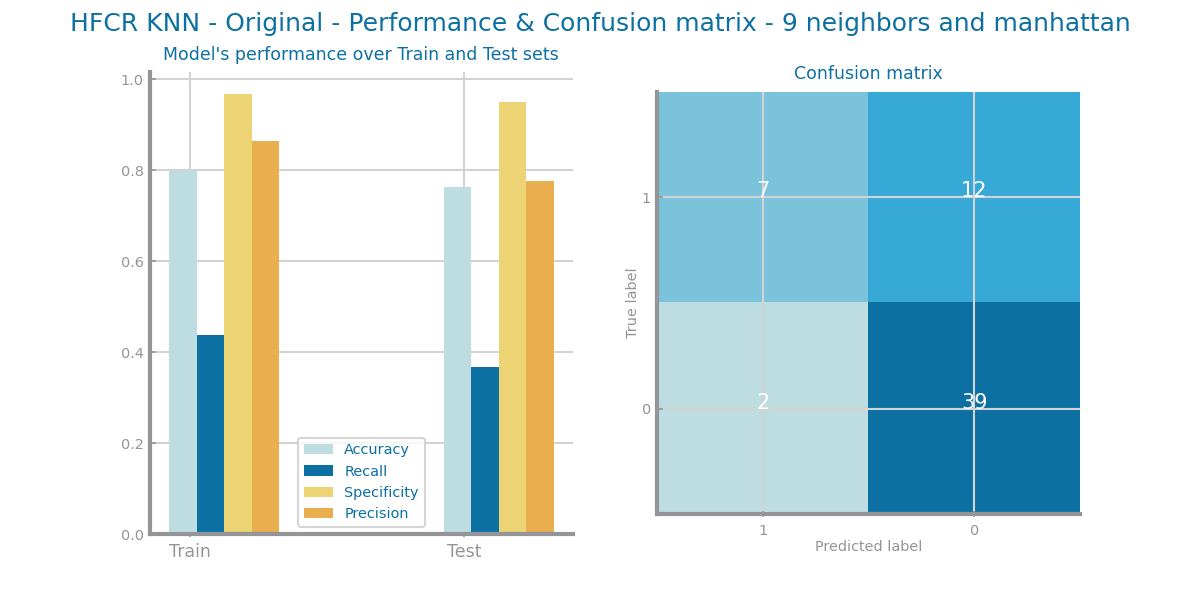 HFCR KNN - Original - Performance & Confusion matrix - 9 neighbors and manhattan
Model's performance over Train and Test sets
1.0
0.8
0.6
0.4
0.2
0.0
Train
Test
Accuracy
Recall
Specificity
Precision
Confusion matrix
True label
1
0
7
12
2
39
1
0
Predicted label